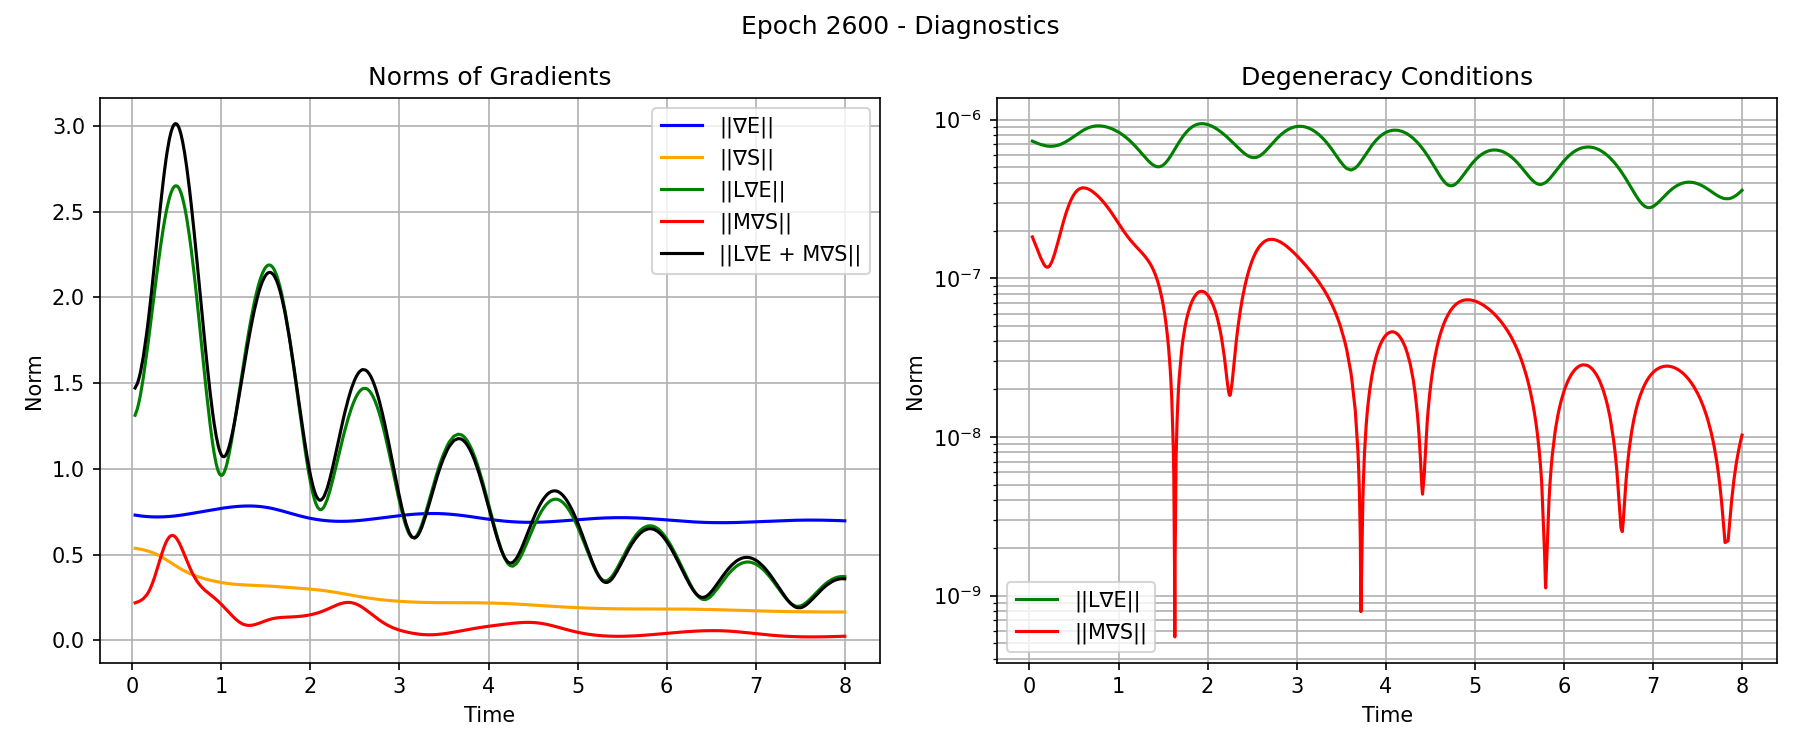 Epoch 2600 - Diagnostics
Norms of Gradients
Norm
3.0
2.5
2.0
1.5
1.0
0.5
0.0
||∇E||
||∇S||
||L∇E||
||M∇S||
||L∇E + M∇S||
0 1 2 3 4 5 6 7 8
Time
Degeneracy Conditions
Norm
10⁻⁶
10⁻⁷
10⁻⁸
10⁻⁹
||L∇E||
||M∇S||
0 1 2 3 4 5 6 7 8
Time